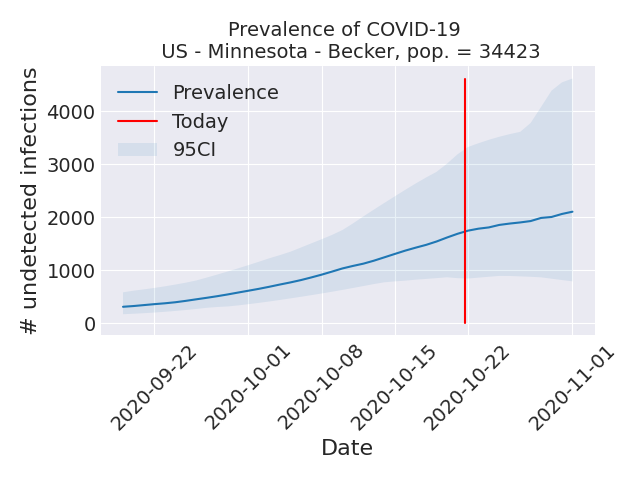 Prevalence of COVID-19
US - Minnesota - Becker, pop. = 34423
# undetected infections
4000
3000
2000
1000
0
Prevalence
Today
95CI
2020-09-22
2020-10-01
2020-10-08
2020-10-15
2020-10-22
2020-11-01
Date